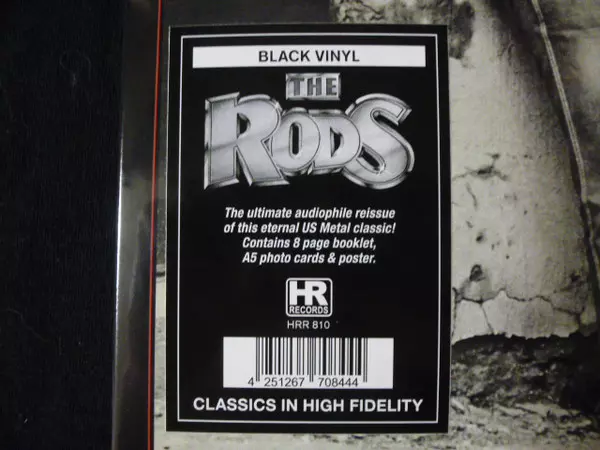 BLACK VINYL
THE
RODS
The ultimate audiophile reissue
of this eternal US Metal classic!
Contains 8 page booklet,
A5 photo cards & poster.
HR
RECORDS
HRR 810
4 251267 708444
CLASSICS IN HIGH FIDELITY